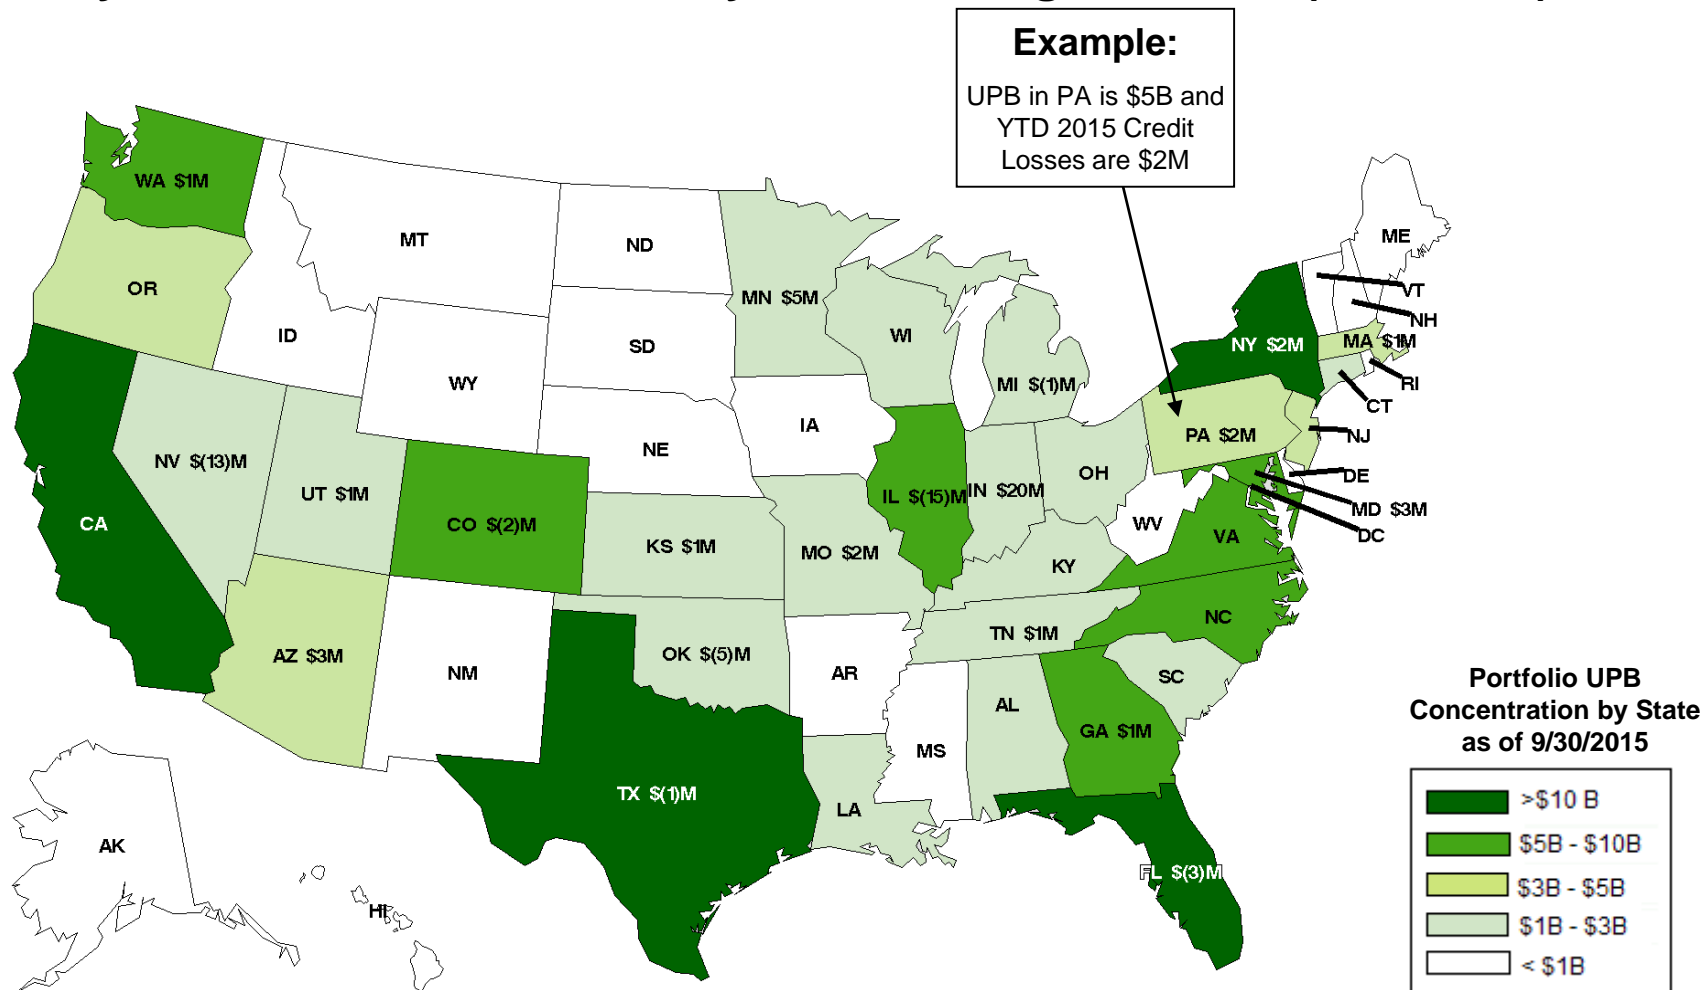 Example:
UPB in PA is $5B and
YTD 2015 Credit
Losses are $2M
WA $1M
MT
ND
ME
OR
MN $5M
VT
ID
SD
WI
NH
NY $2M
MA $1M
WY
MI $(1)M
RI
CT
IA
PA $2M
NJ
NE
NV $(13)M
OH
DE
UT $1M
IL $(15)M
IN $20M
MD $3M
CA
CO $(2)M
WV
DC
KS $1M
MO $2M
VA
KY
NC
TN $1M
AZ $3M
OK $(5)M
NM
AR
SC
AL
GA $1M
MS
TX $(1)M
LA
AK
FL $(3)M
HI
Portfolio UPB
Concentration by State
as of 9/30/2015
>$10 B
$5B - $10B
$3B - $5B
$1B - $3B
< $1B